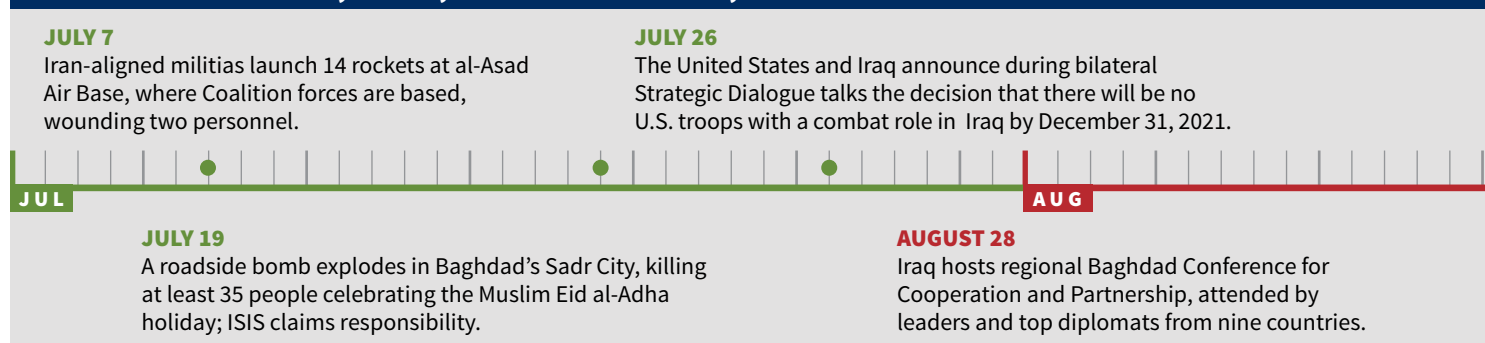 JULY 7
Iran-aligned militias launch 14 rockets at al-Asad
Air Base, where Coalition forces are based,
wounding two personnel.
JULY 26
The United States and Iraq announce during bilateral
Strategic Dialogue talks the decision that there will be no
U.S. troops with a combat role in Iraq by December 31, 2021.
JUL
AUG
JULY 19
A roadside bomb explodes in Baghdad’s Sadr City, killing
at least 35 people celebrating the Muslim Eid al-Adha
holiday; ISIS claims responsibility.
AUGUST 28
Iraq hosts regional Baghdad Conference for
Cooperation and Partnership, attended by
leaders and top diplomats from nine countries.